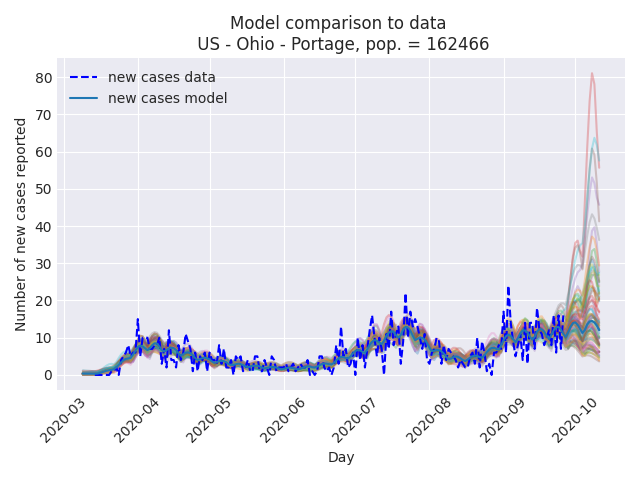 Model comparison to data
US - Ohio - Portage, pop. = 162466
new cases data
new cases model
Number of new cases reported
80
70
60
50
40
30
20
10
0
2020-03
2020-04
2020-05
2020-06
2020-07
2020-08
2020-09
2020-10
Day